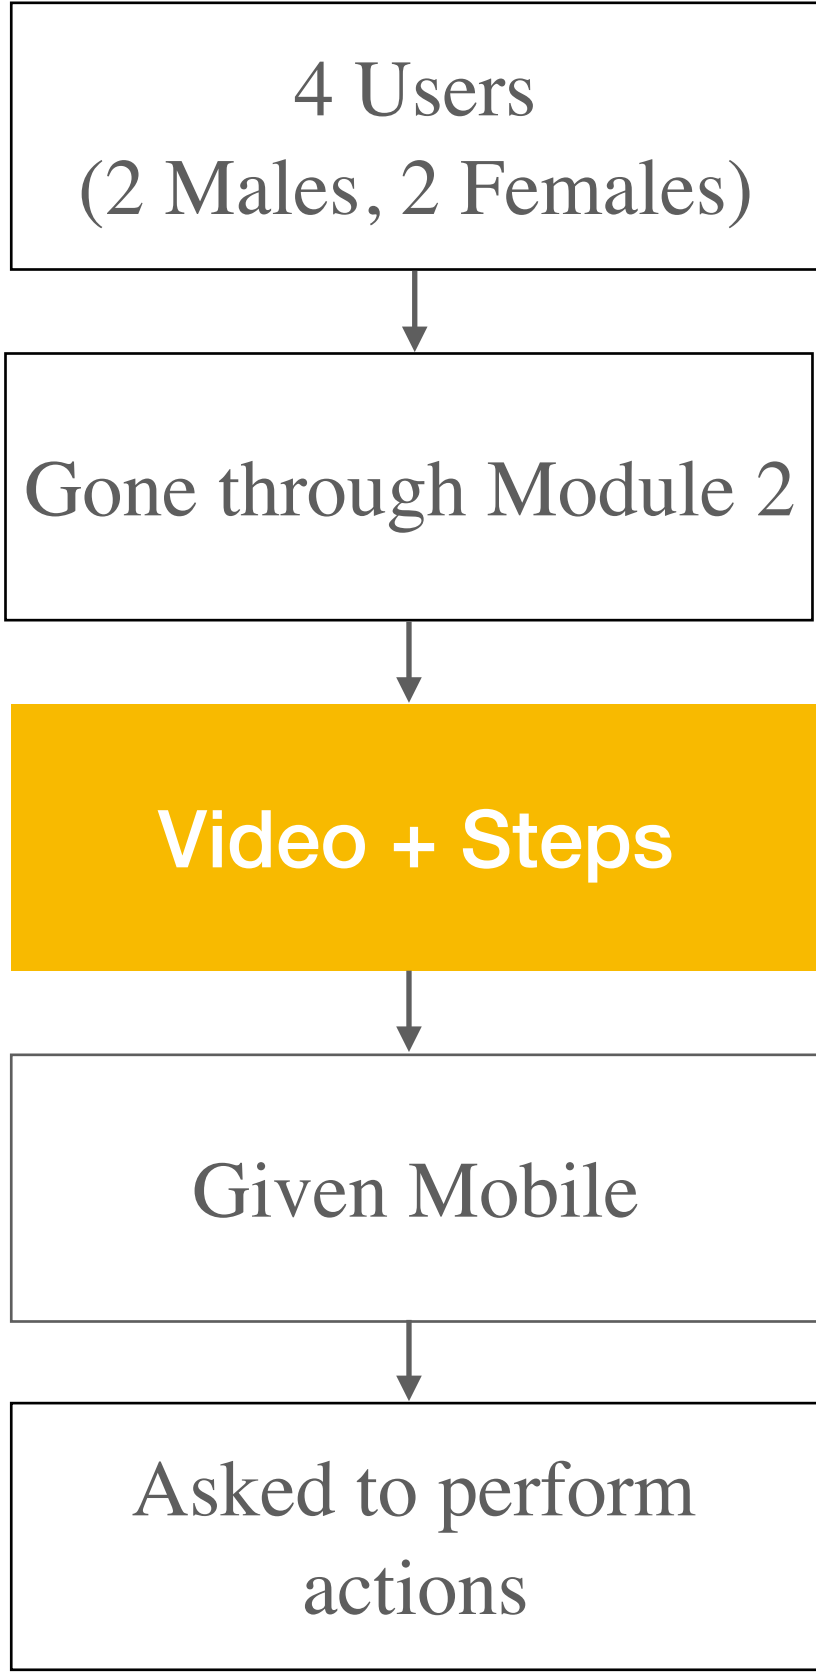 4 Users
(2 Males, 2 Females)
Gone through Module 2
Video + Steps
Given Mobile
Asked to perform
actions